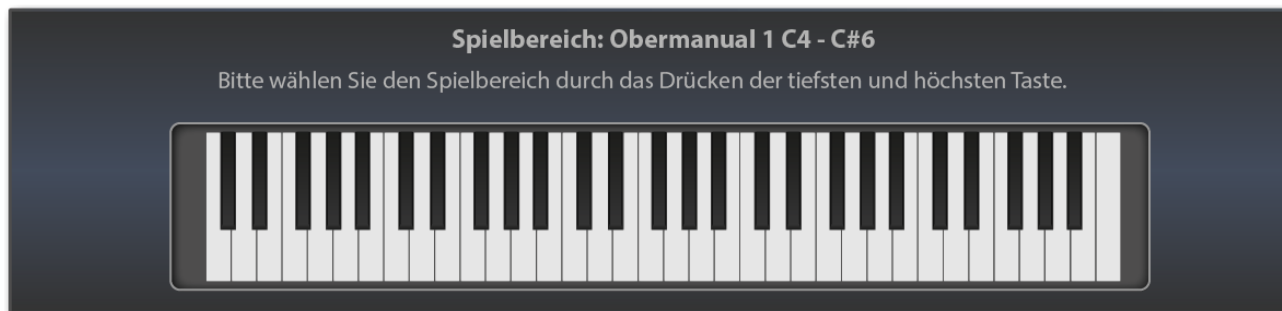 Spielbereich: Obermanual 1 C4 - C#6
Bitte wählen Sie den Spielbereich durch das Drücken der tiefsten und höchsten Taste.